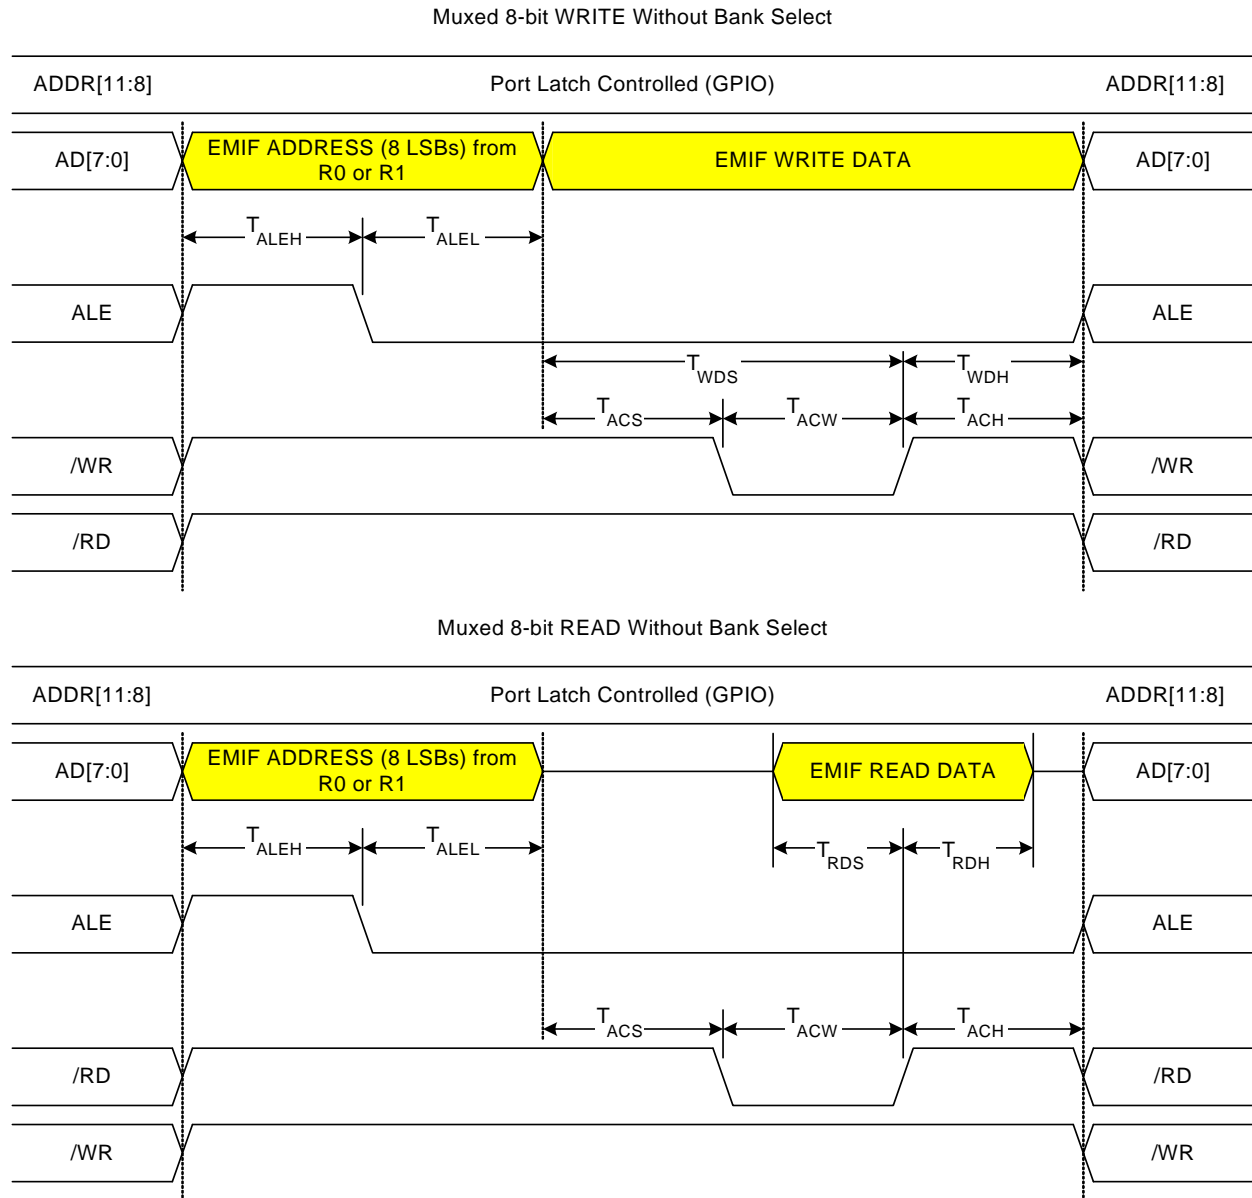 Muxed 8-bit WRITE Without Bank Select
ADDR[11:8] Port Latch Controlled (GPIO) ADDR[11:8]
AD[7:0] EMIF ADDRESS (8 LSBs) from R0 or R1 EMIF WRITE DATA AD[7:0]
TALEH TALEL
ALE ALE
TWDS TWDH
TACS TACW TACH
/WR /WR
/RD /RD
Muxed 8-bit READ Without Bank Select
ADDR[11:8] Port Latch Controlled (GPIO) ADDR[11:8]
AD[7:0] EMIF ADDRESS (8 LSBs) from R0 or R1 EMIF READ DATA AD[7:0]
TALEH TALEL TRDS TRDH
ALE ALE
TACS TACW TACH
/RD /RD
/WR /WR